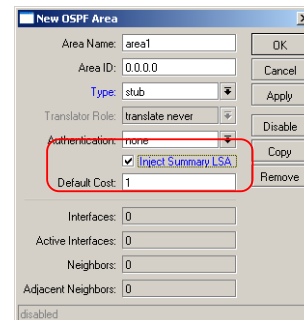 New OSPF Area
Area Name: area1
OK
Area ID: 0.0.0.0
Cancel
Type: stub
Apply
Translator Role: translate never
Disable
Authentication: none
Copy
Inject Summary LSA
Default Cost: 1
Remove
Interfaces: 0
Active Interfaces: 0
Neighbors: 0
Adjacent Neighbors: 0
disabled